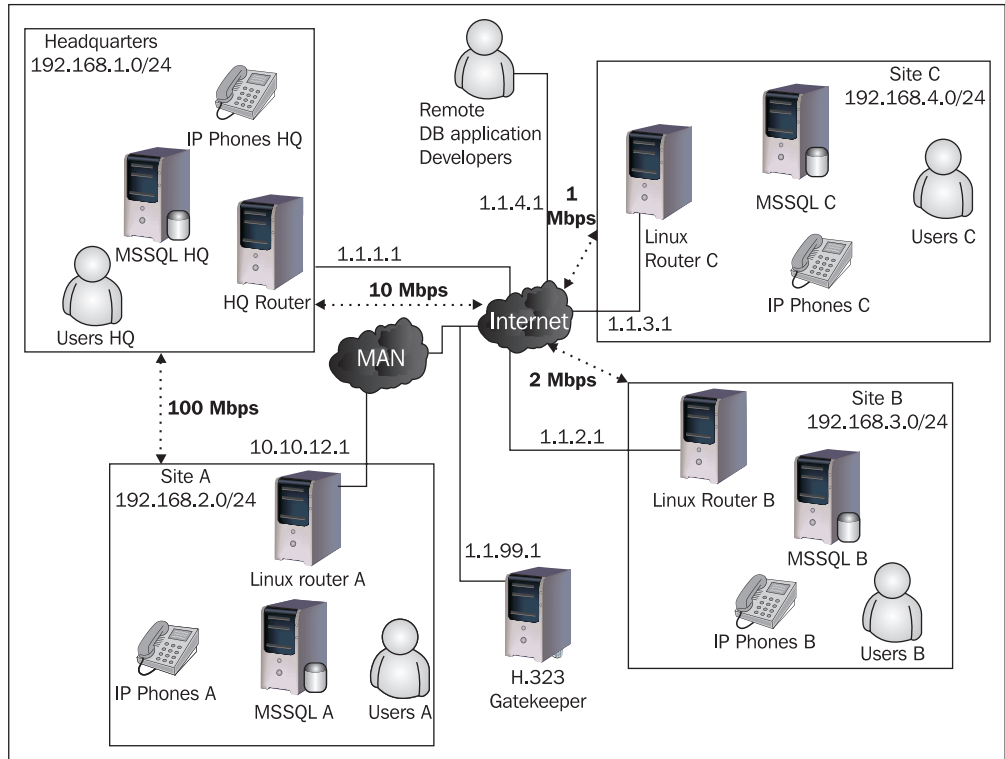 Headquarters
192.168.1.0/24
IP Phones HQ
MSSQL HQ
HQ Router
Users HQ
Remote
DB application
Developers
1.1.4.1
1
Mbps
Site C
192.168.4.0/24
MSSQL C
Linux
Router C
Users C
IP Phones C
1.1.3.1
1.1.1.1
10 Mbps
Internet
MAN
100 Mbps
2 Mbps
10.10.12.1
1.1.2.1
Site A
192.168.2.0/24
Linux router A
IP Phones A
MSSQL A
Users A
1.1.99.1
H.323
Gatekeeper
Site B
192.168.3.0/24
Linux Router B
MSSQL B
IP Phones B
Users B